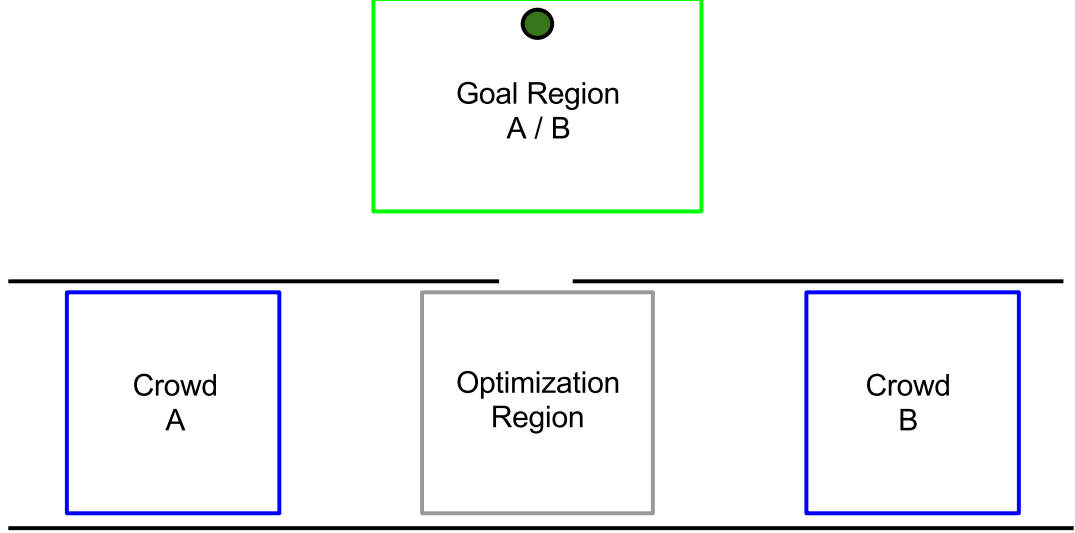 Goal Region
A / B
Crowd
A
Optimization
Region
Crowd
B